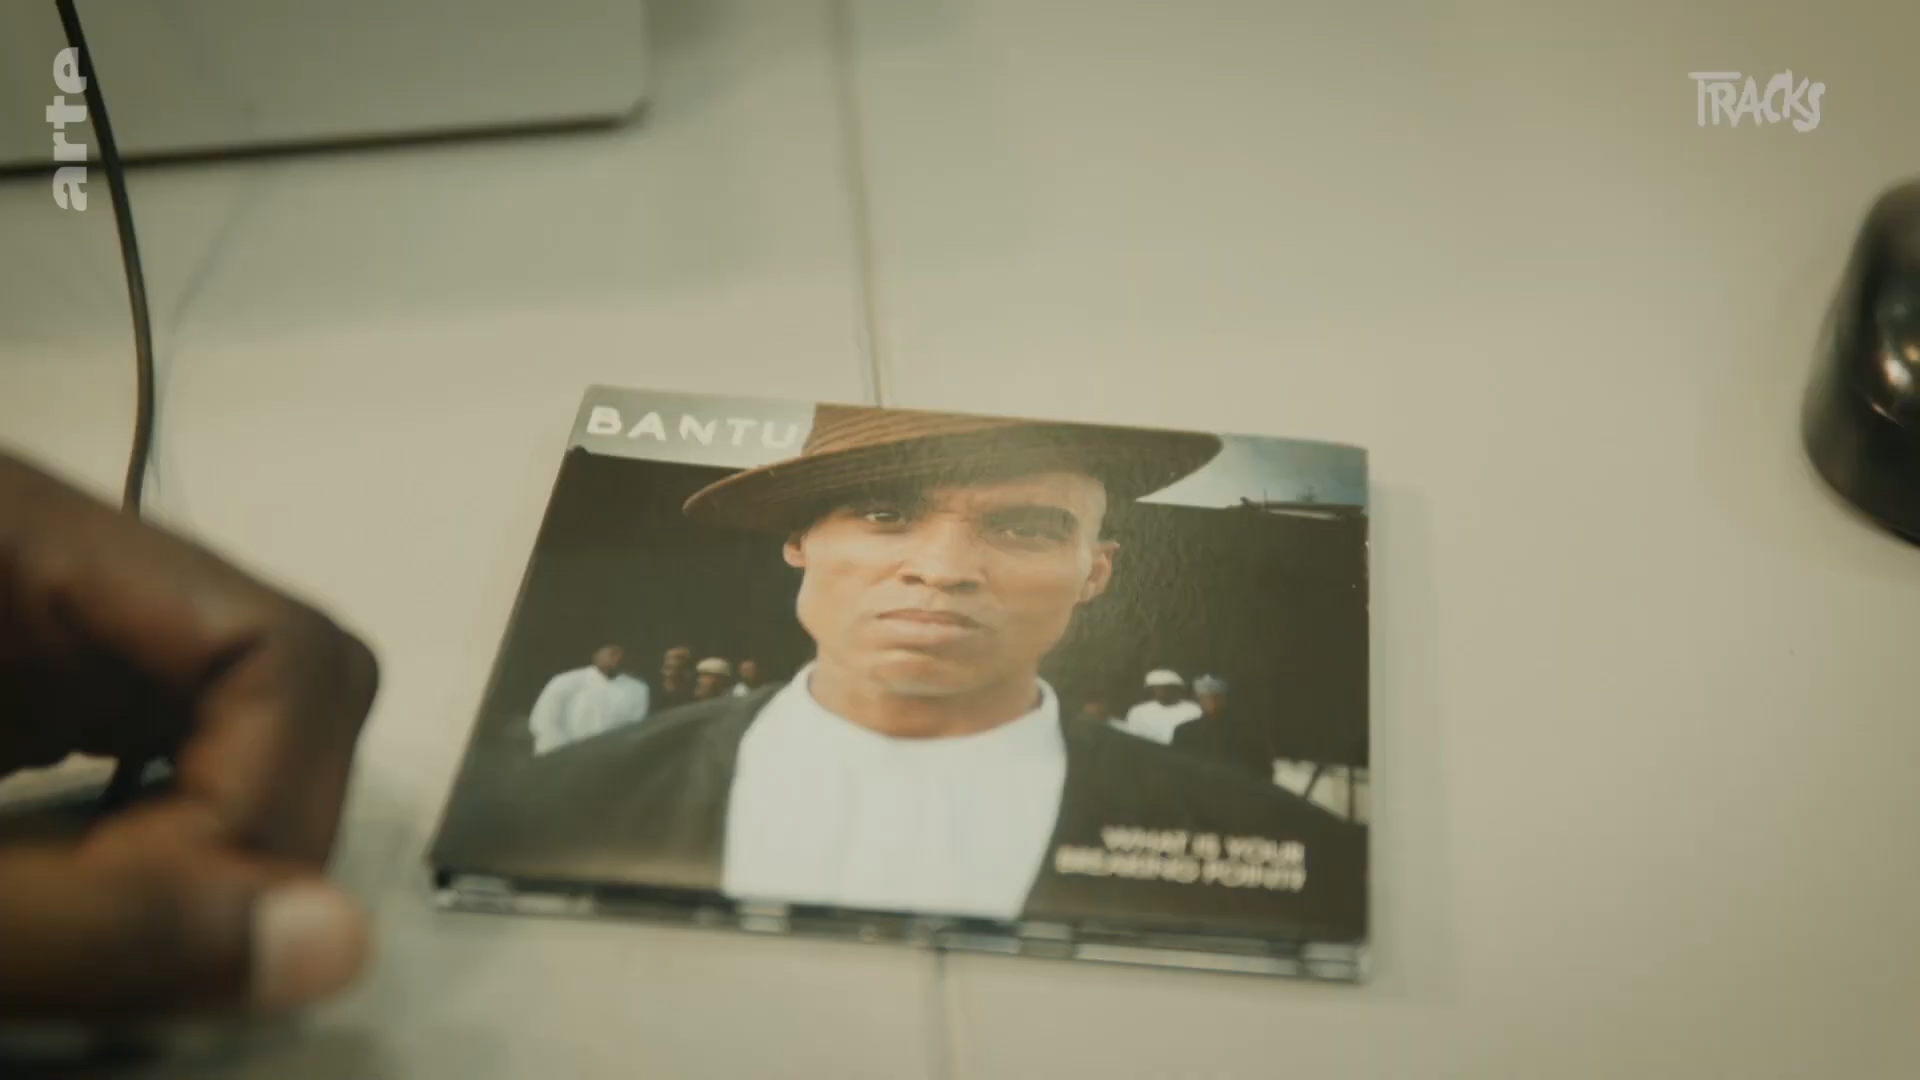 arte
TRACKS
BANTU
WHAT IS YOUR
BREAKING POINT?